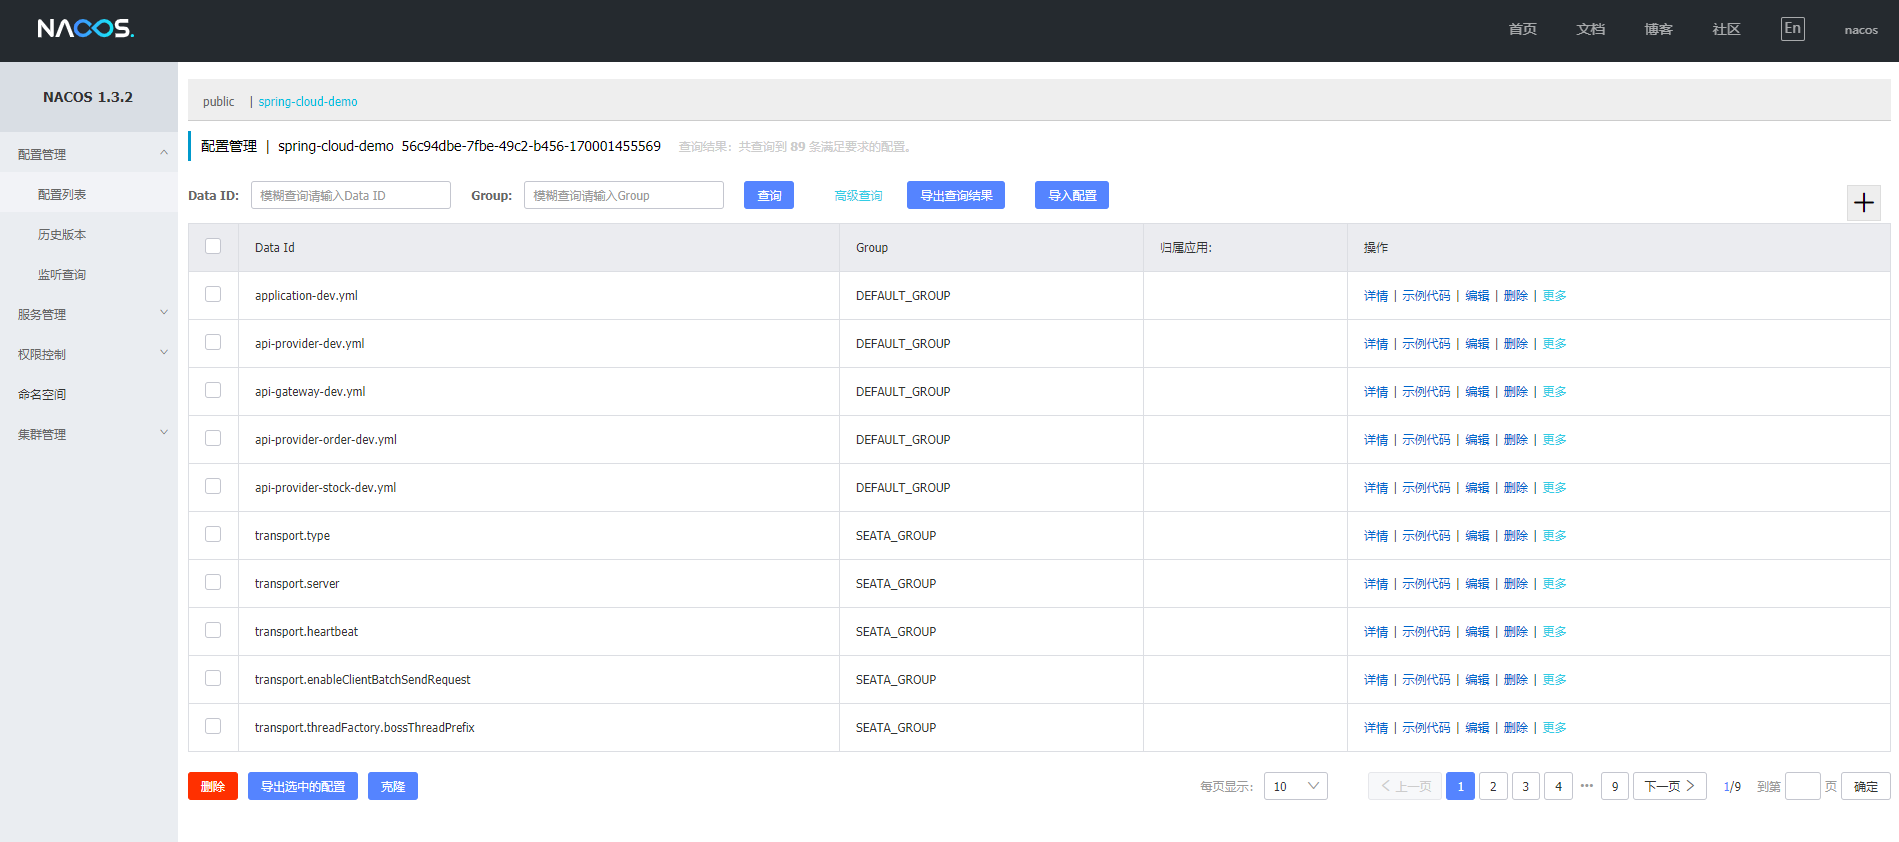 NACOS.
首页 文档 博客 社区 En nacos
NACOS 1.3.2
配置管理
配置列表
历史版本
监听查询
服务管理
权限控制
命名空间
集群管理
public | spring-cloud-demo
配置管理 | spring-cloud-demo 56c94dbe-7fbe-49c2-b456-170001455569 查询结果：共查询到 89 条满足要求的配置。
Data ID: 模糊查询请输入Data ID Group: 模糊查询请输入Group 查询 高级查询 导出查询结果 导入配置
Data Id Group 归属应用: 操作
application-dev.yml DEFAULT_GROUP 详情 | 示例代码 | 编辑 | 删除 | 更多
api-provider-dev.yml DEFAULT_GROUP 详情 | 示例代码 | 编辑 | 删除 | 更多
api-gateway-dev.yml DEFAULT_GROUP 详情 | 示例代码 | 编辑 | 删除 | 更多
api-provider-order-dev.yml DEFAULT_GROUP 详情 | 示例代码 | 编辑 | 删除 | 更多
api-provider-stock-dev.yml DEFAULT_GROUP 详情 | 示例代码 | 编辑 | 删除 | 更多
transport.type SEATA_GROUP 详情 | 示例代码 | 编辑 | 删除 | 更多
transport.server SEATA_GROUP 详情 | 示例代码 | 编辑 | 删除 | 更多
transport.heartbeat SEATA_GROUP 详情 | 示例代码 | 编辑 | 删除 | 更多
transport.enableClientBatchSendRequest SEATA_GROUP 详情 | 示例代码 | 编辑 | 删除 | 更多
transport.threadFactory.bossThreadPrefix SEATA_GROUP 详情 | 示例代码 | 编辑 | 删除 | 更多
删除 导出选中的配置 克隆 每页显示: 10 上一页 1 2 3 4 ... 9 下一页 1/9 到第 页 确定